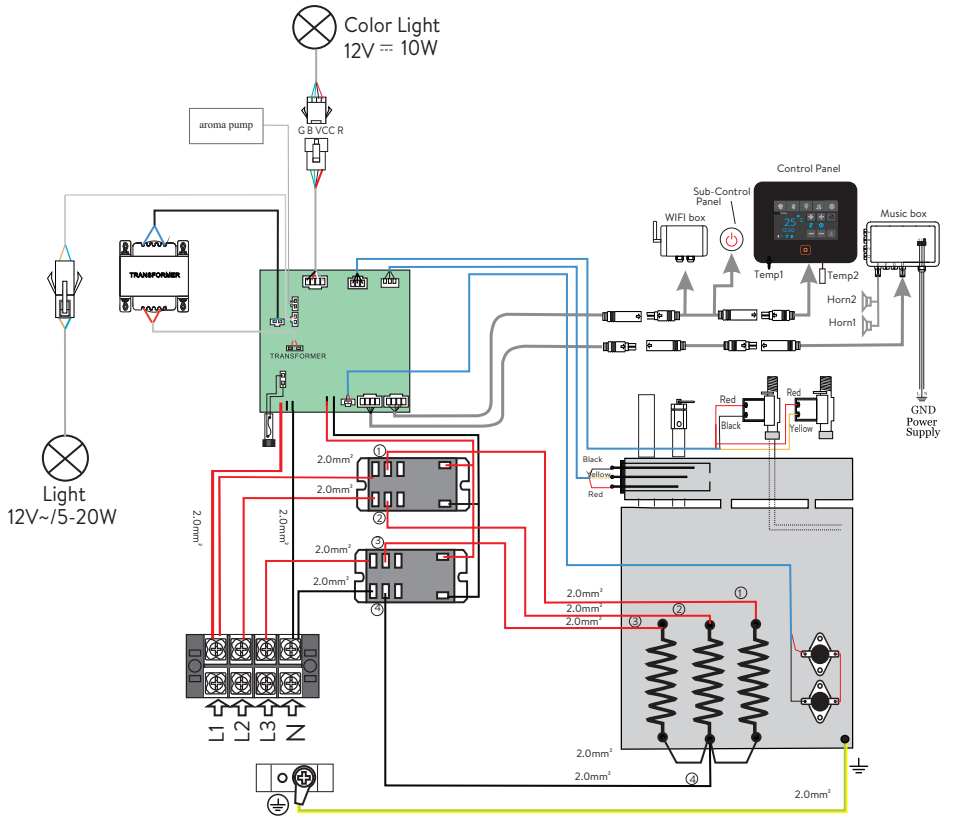 Color Light
12V ⎓ 10W
aroma pump
G B VCC R
Control Panel
Sub-Control
Panel
WIFI box
Music box
25
°C
TRANSFORMER
Temp1
Temp2
Horn2
Horn1
TRANSFORMER
L N
GND
Power
Supply
Red
Red
Black
Yellow
Black
Yellow
Red
Light
12V~/5-20W
①
2.0mm²
2.0mm²
②
2.0mm²
2.0mm²
③
2.0mm²
2.0mm²
④
2.0mm²
①
2.0mm²
②
2.0mm²
③
L1
L2
L3
N
2.0mm²
2.0mm²
④
2.0mm²